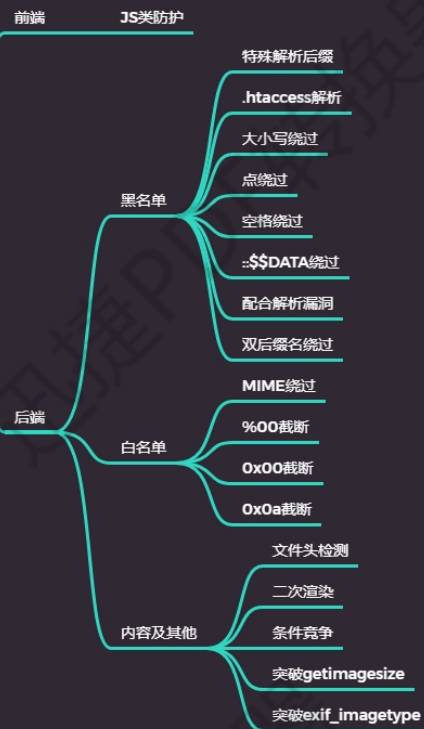 前端
JS类防护
特殊解析后缀
.htaccess解析
大小写绕过
点绕过
黑名单
空格绕过
::$$DATA绕过
配合解析漏洞
双后缀名绕过
MIME绕过
后端
%00截断
白名单
0x00截断
0x0a截断
文件头检测
二次渲染
内容及其他
条件竞争
突破getimagesize
突破exif_imagetype